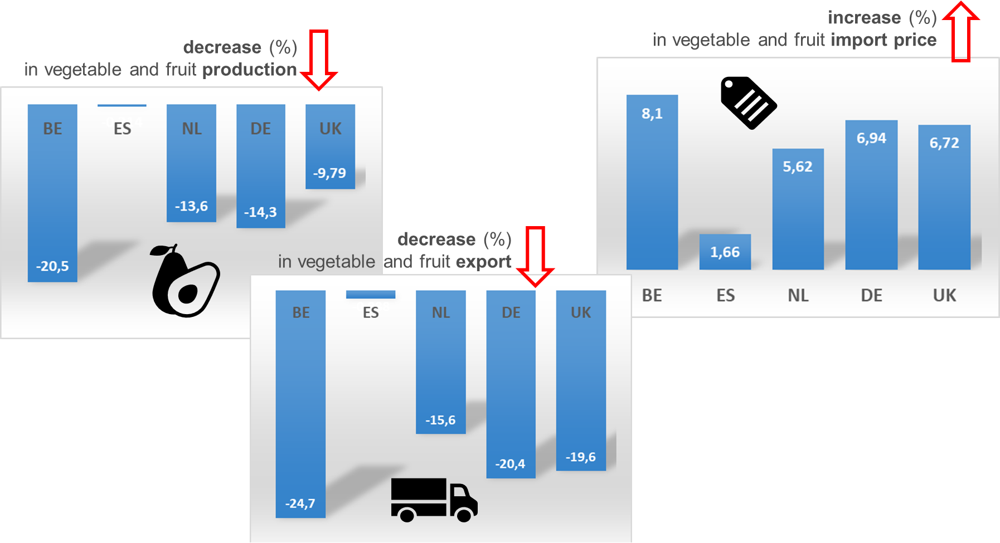 decrease (%)
in vegetable and fruit production
BE
ES
NL
DE
UK
-9,79
-13,6
-14,3
-20,5
decrease (%)
in vegetable and fruit export
BE
ES
NL
DE
UK
-15,6
-20,4
-19,6
-24,7
increase (%)
in vegetable and fruit import price
8,1
6,94
6,72
5,62
1,66
BE
ES
NL
DE
UK